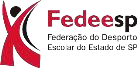 Fedeesp
Federação do Desporto
Escolar do Estado de SP